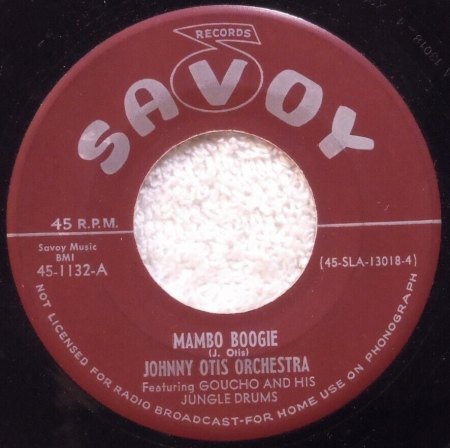 RECORDS
SAVOY
45 R.P.M.
Savoy Music
BMI
45-1132-A
(45-SLA-13018-4)
MAMBO BOOGIE
(J. Otis)
JOHNNY OTIS ORCHESTRA
Featuring GOUCHO AND HIS
JUNGLE DRUMS
NOT LICENSED FOR RADIO BROADCAST-FOR HOME USE ON PHONOGRAPH